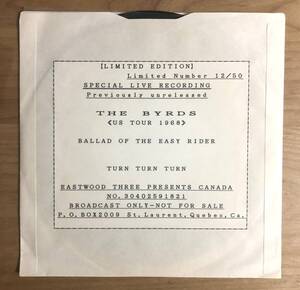 [LIMITED EDITION]
Limited Number 12/50
SPECIAL LIVE RECORDING
Previously unreleased
THE BYRDS
《US TOUR 1968》
BALLAD OF THE EASY RIDER
TURN TURN TURN
EASTWOOD THREE PRESENTS CANADA
NO.30402591821
BROADCAST ONLY-NOT FOR SALE
P.O.BOX2009 St.Laurent,Quebec,Ca.